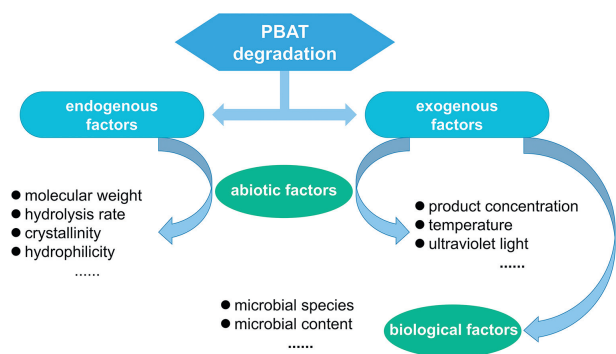 PBAT
degradation
endogenous
factors
exogenous
factors
abiotic factors
● molecular weight
● hydrolysis rate
● crystallinity
● hydrophilicity
......
● product concentration
● temperature
● ultraviolet light
......
● microbial species
● microbial content
......
biological factors